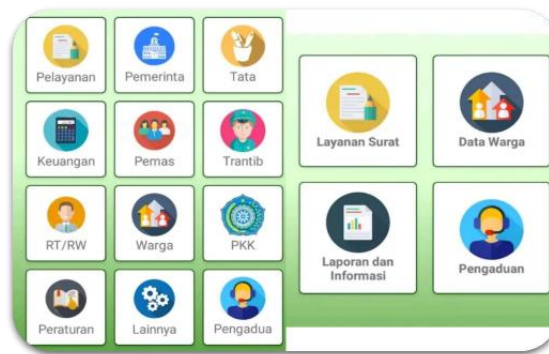 Pelayanan
Pemerinta
Tata
Keuangan
Pemas
Trantib
RT/RW
Warga
PKK
Peraturan
Lainnya
Pengadua
Layanan Surat
Data Warga
Laporan dan
Informasi
Pengaduan